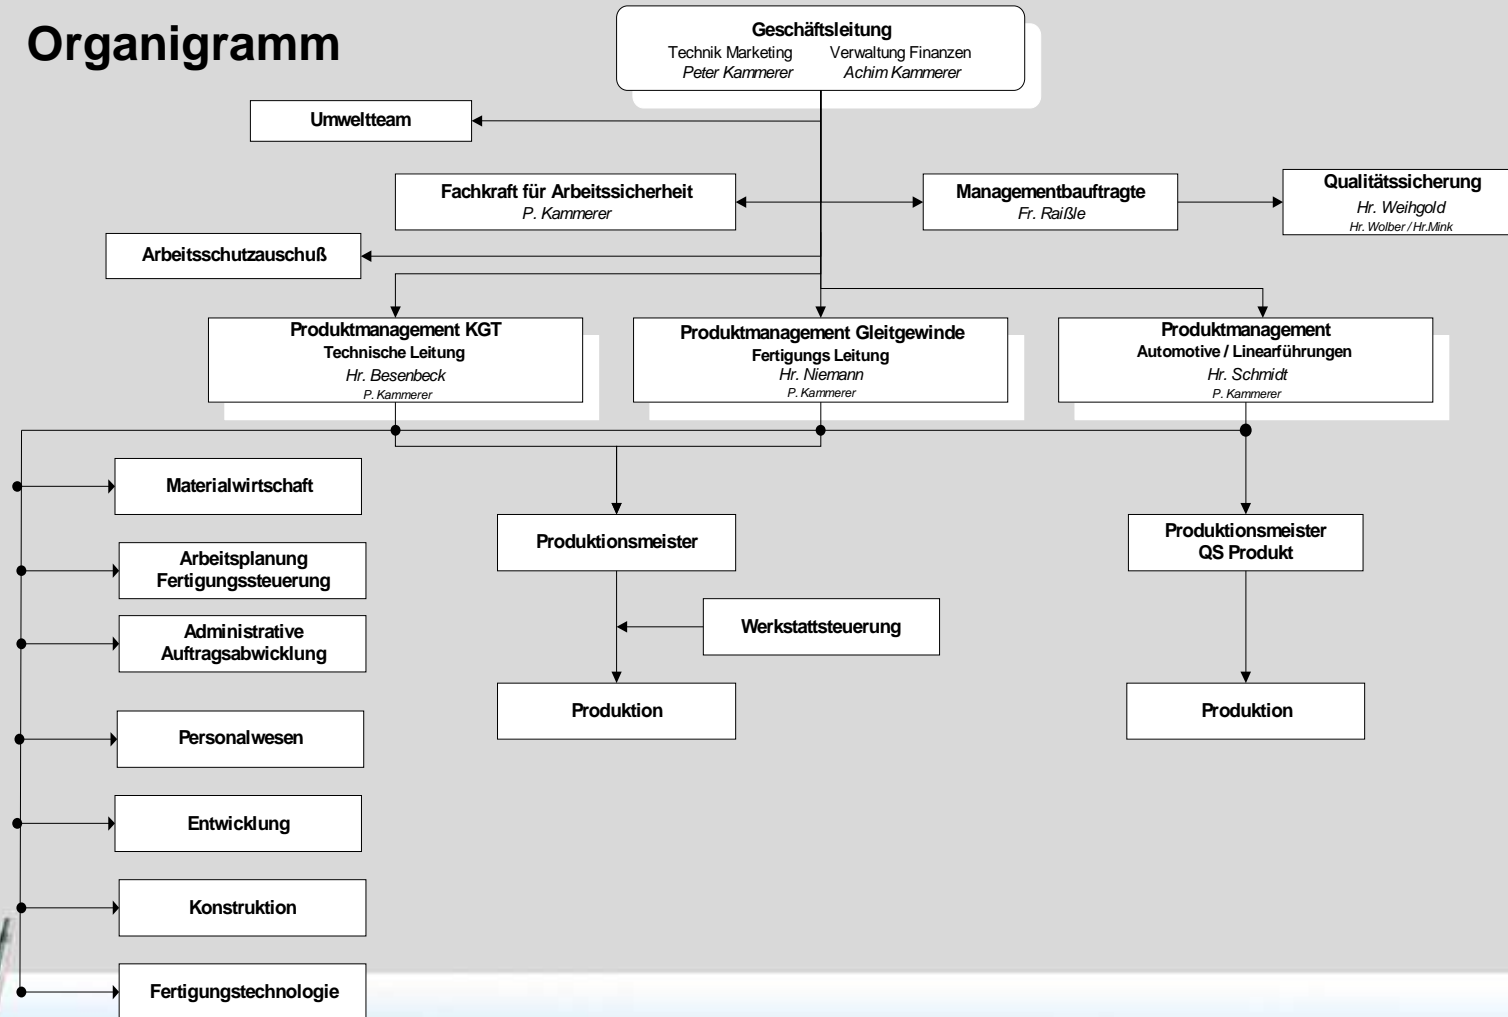 Organigramm
Geschäftsleitung
Technik Marketing Verwaltung Finanzen
Peter Kammerer Achim Kammerer
Umweltteam
Fachkraft für Arbeitssicherheit
P. Kammerer
Managementbauftragte
Fr. Raißle
Qualitätssicherung
Hr. Weihgold
Hr. Wolber / Hr.Mink
Arbeitsschutzauschuß
Produktmanagement KGT
Technische Leitung
Hr. Besenbeck
P. Kammerer
Produktmanagement Gleitgewinde
Fertigungs Leitung
Hr. Niemann
P. Kammerer
Produktmanagement
Automotive / Linearführungen
Hr. Schmidt
P. Kammerer
Materialwirtschaft
Arbeitsplanung
Fertigungssteuerung
Administrative
Auftragsabwicklung
Personalwesen
Entwicklung
Konstruktion
Fertigungstechnologie
Produktionsmeister
Werkstattsteuerung
Produktion
Produktionsmeister
QS Produkt
Produktion